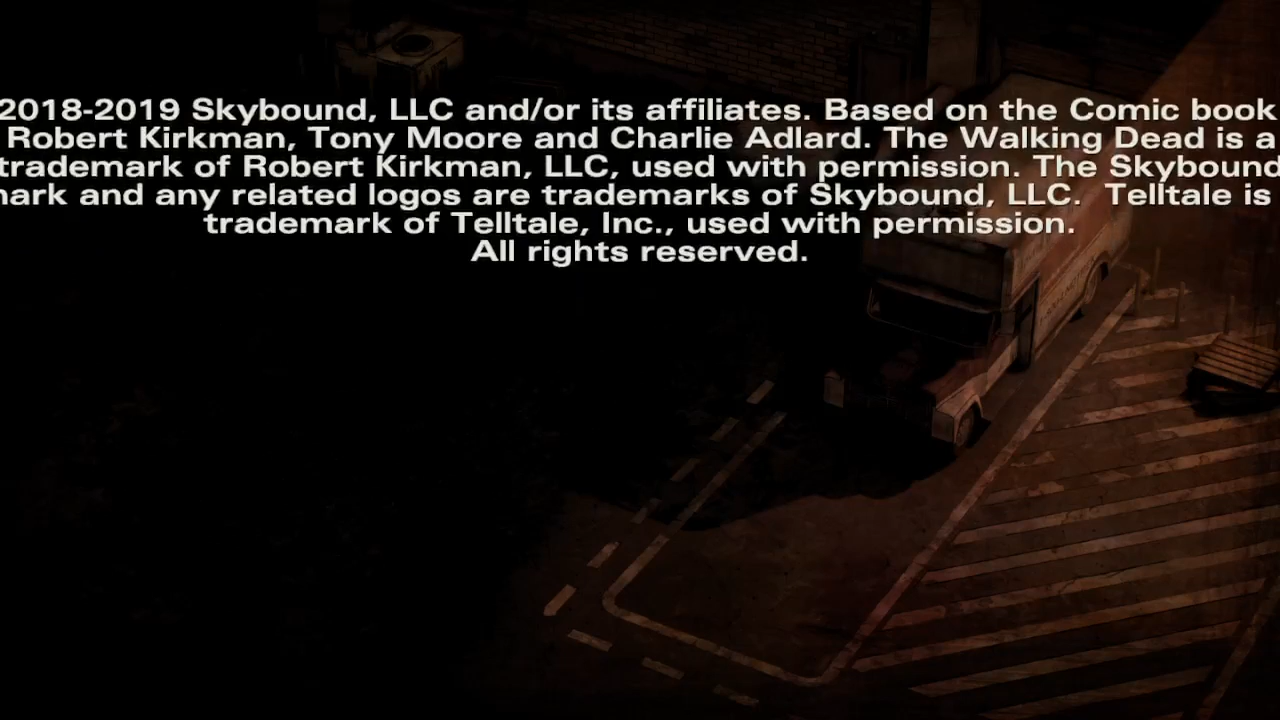 2018-2019 Skybound, LLC and/or its affiliates. Based on the Comic book
Robert Kirkman, Tony Moore and Charlie Adlard. The Walking Dead is a
trademark of Robert Kirkman, LLC, used with permission. The Skybound
mark and any related logos are trademarks of Skybound, LLC. Telltale is
trademark of Telltale, Inc., used with permission.
All rights reserved.